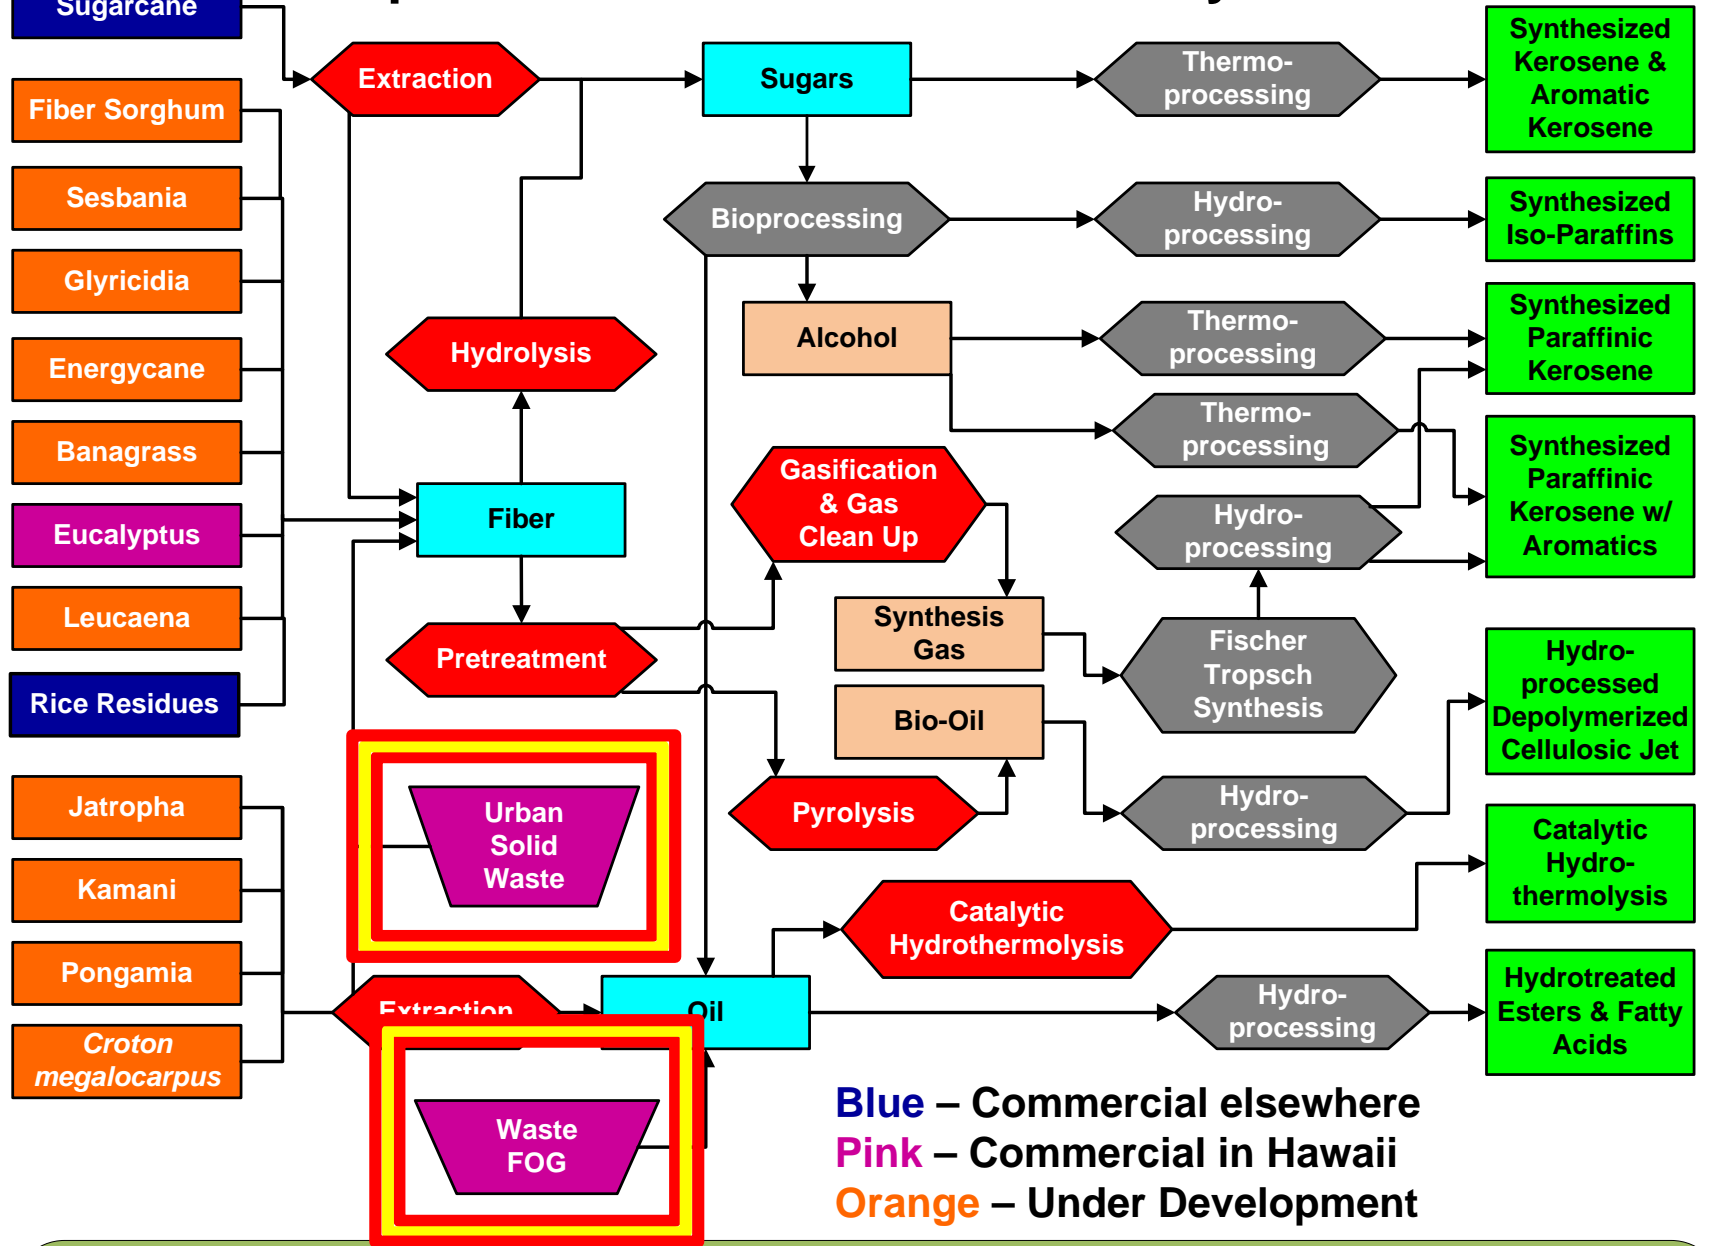 Sugarcane
Fiber Sorghum
Sesbania
Glyricidia
Energycane
Banagrass
Eucalyptus
Leucaena
Rice Residues
Jatropha
Kamani
Pongamia
Croton
megalocarpus
Extraction
Hydrolysis
Fiber
Pretreatment
Urban
Solid
Waste
Extraction
Waste
FOG
Sugars
Bioprocessing
Alcohol
Gasification
& Gas
Clean Up
Synthesis
Gas
Bio-Oil
Pyrolysis
Catalytic
Hydrothermolysis
Oil
Thermo-
processing
Hydro-
processing
Thermo-
processing
Thermo-
processing
Hydro-
processing
Fischer
Tropsch
Synthesis
Hydro-
processing
Hydro-
processing
Synthesized
Kerosene &
Aromatic
Kerosene
Synthesized
Iso-Paraffins
Synthesized
Paraffinic
Kerosene
Synthesized
Paraffinic
Kerosene w/
Aromatics
Hydro-
processed
Depolymerized
Cellulosic Jet
Catalytic
Hydro-
thermolysis
Hydrotreated
Esters & Fatty
Acids
Blue – Commercial elsewhere
Pink – Commercial in Hawaii
Orange – Under Development